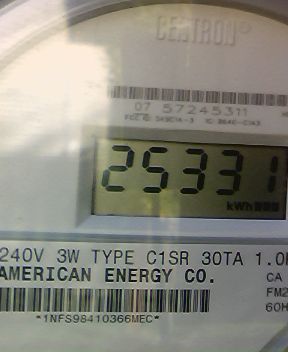 CENTRON®
07 57245311
25331
kWh
240V 3W TYPE C1SR 30TA 1.0
AMERICAN ENERGY CO.
CA
FM2
60H
*1NFS98410366MEC*